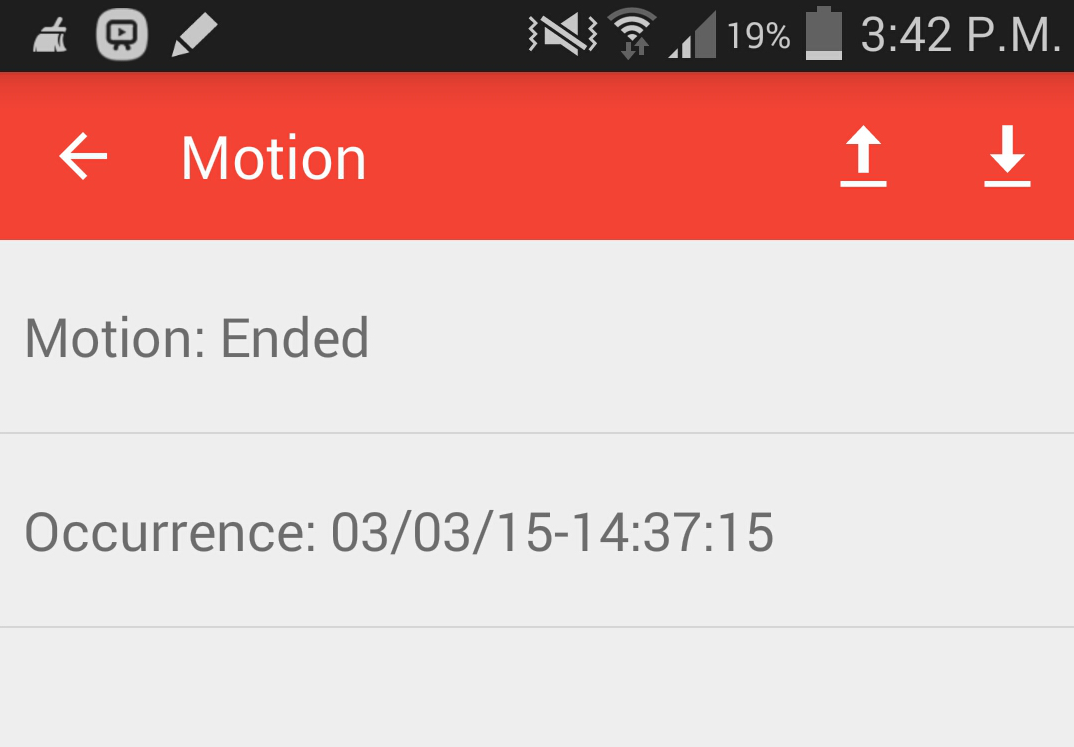 19% 3:42 P.M.
Motion
Motion: Ended
Occurrence: 03/03/15-14:37:15